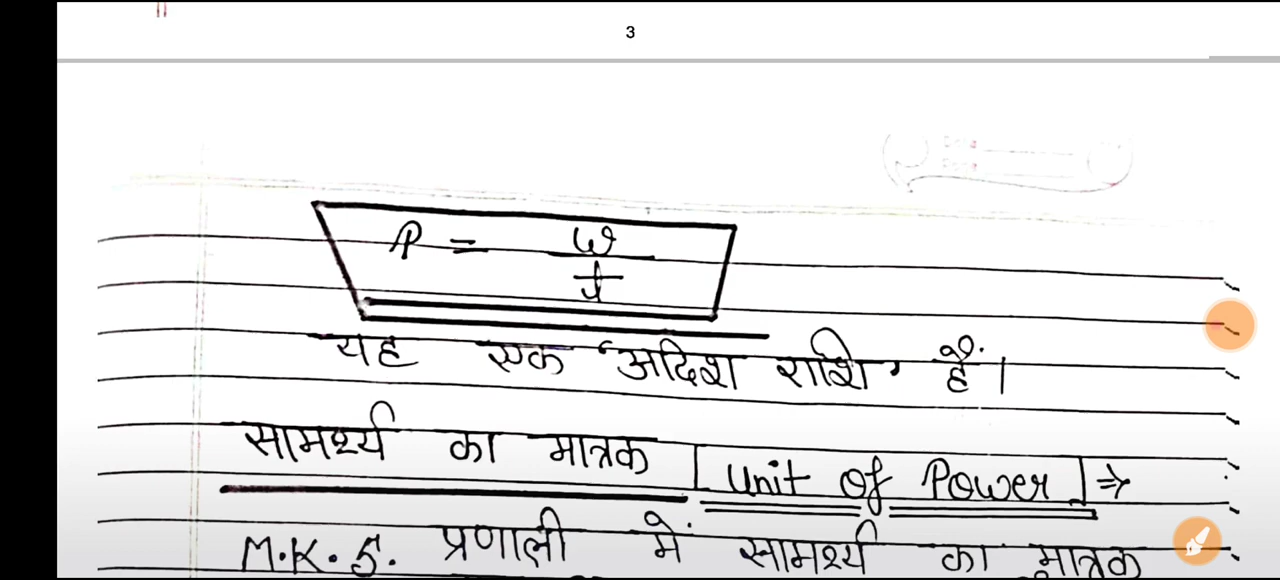 3
P = W
t
यह एक 'अदिश राशि' हैं।
सामर्थ्य का मात्रक [Unit of Power] ⇒
M.K.S. प्रणाली में सामर्थ्य का मात्रक